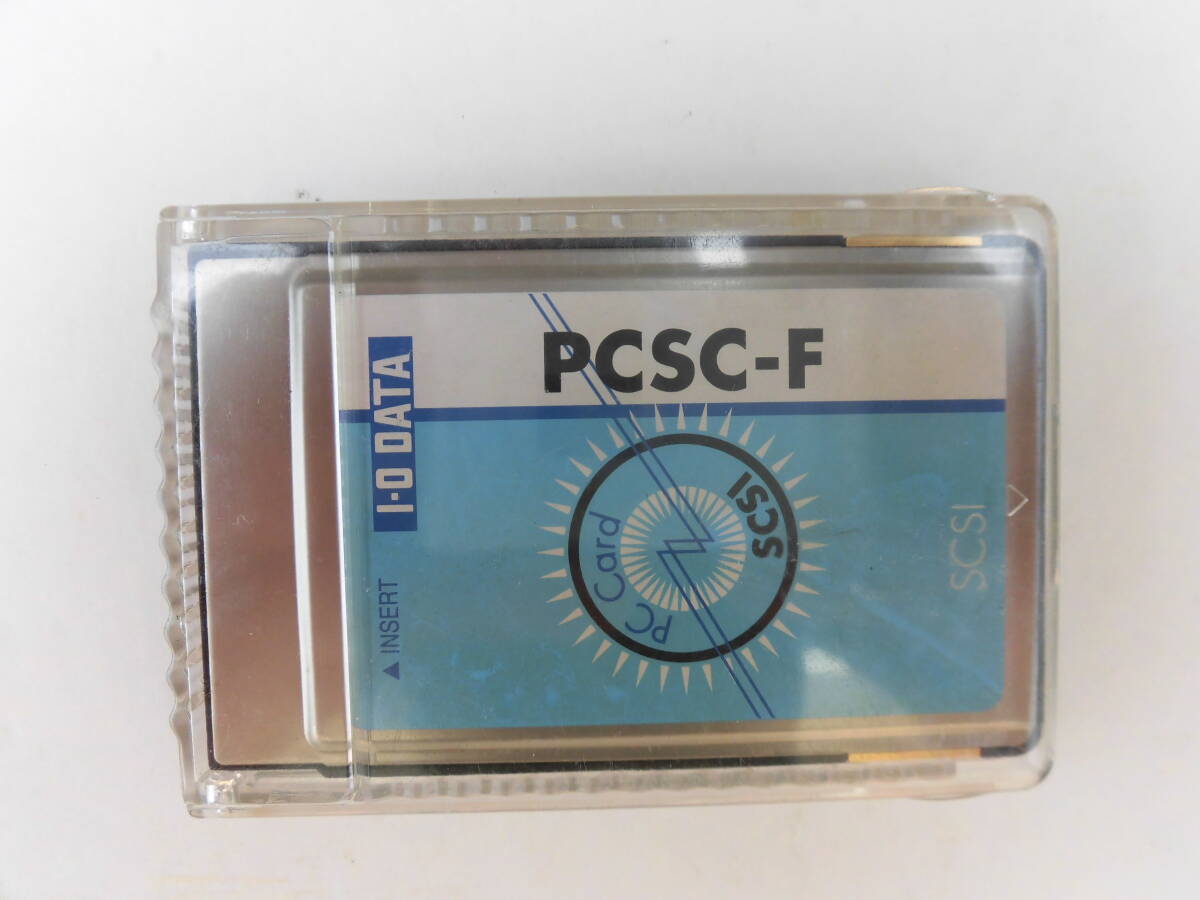 PCSC-F
I-O DATA
PC Card
SCSI
▲ INSERT
SCSI